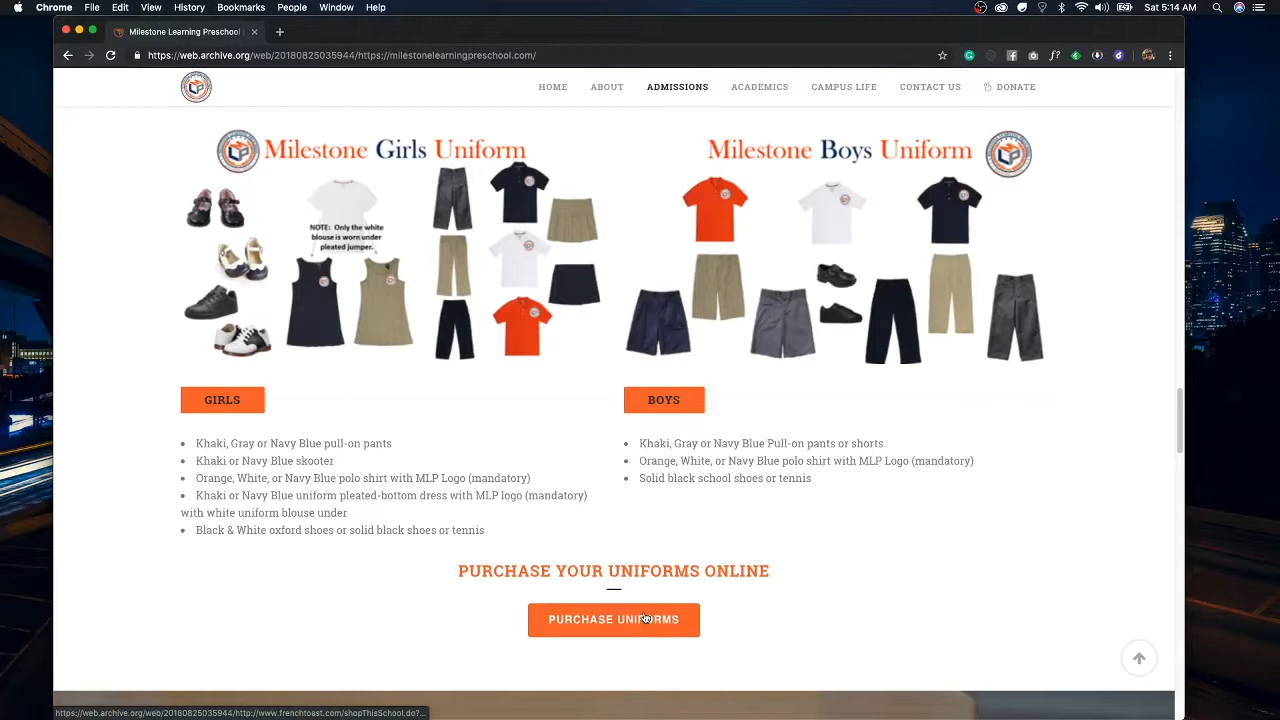 Chrome File Edit View History Bookmarks People Window Help
Sat 5:14 AM
Milestone Learning Preschool
https://web.archive.org/web/20180825035944/https://milestonelearningpreschool.com/
HOME ABOUT ADMISSIONS ACADEMICS CAMPUS LIFE CONTACT US DONATE
Milestone Girls Uniform
NOTE: Only the white
blouse is worn under
pleated jumper.
Milestone Boys Uniform
GIRLS
Khaki, Gray or Navy Blue pull-on pants
Khaki or Navy Blue skooter
Orange, White, or Navy Blue polo shirt with MLP Logo (mandatory)
Khaki or Navy Blue uniform pleated-bottom dress with MLP logo (mandatory)
with white uniform blouse under
Black & White oxford shoes or solid black shoes or tennis
BOYS
Khaki, Gray or Navy Blue Pull-on pants or shorts
Orange, White, or Navy Blue polo shirt with MLP Logo (mandatory)
Solid black school shoes or tennis
PURCHASE YOUR UNIFORMS ONLINE
PURCHASE UNIFORMS
https://web.archive.org/web/20180825035944/http://www.frenchtoast.com/shopThisSchool.do?...